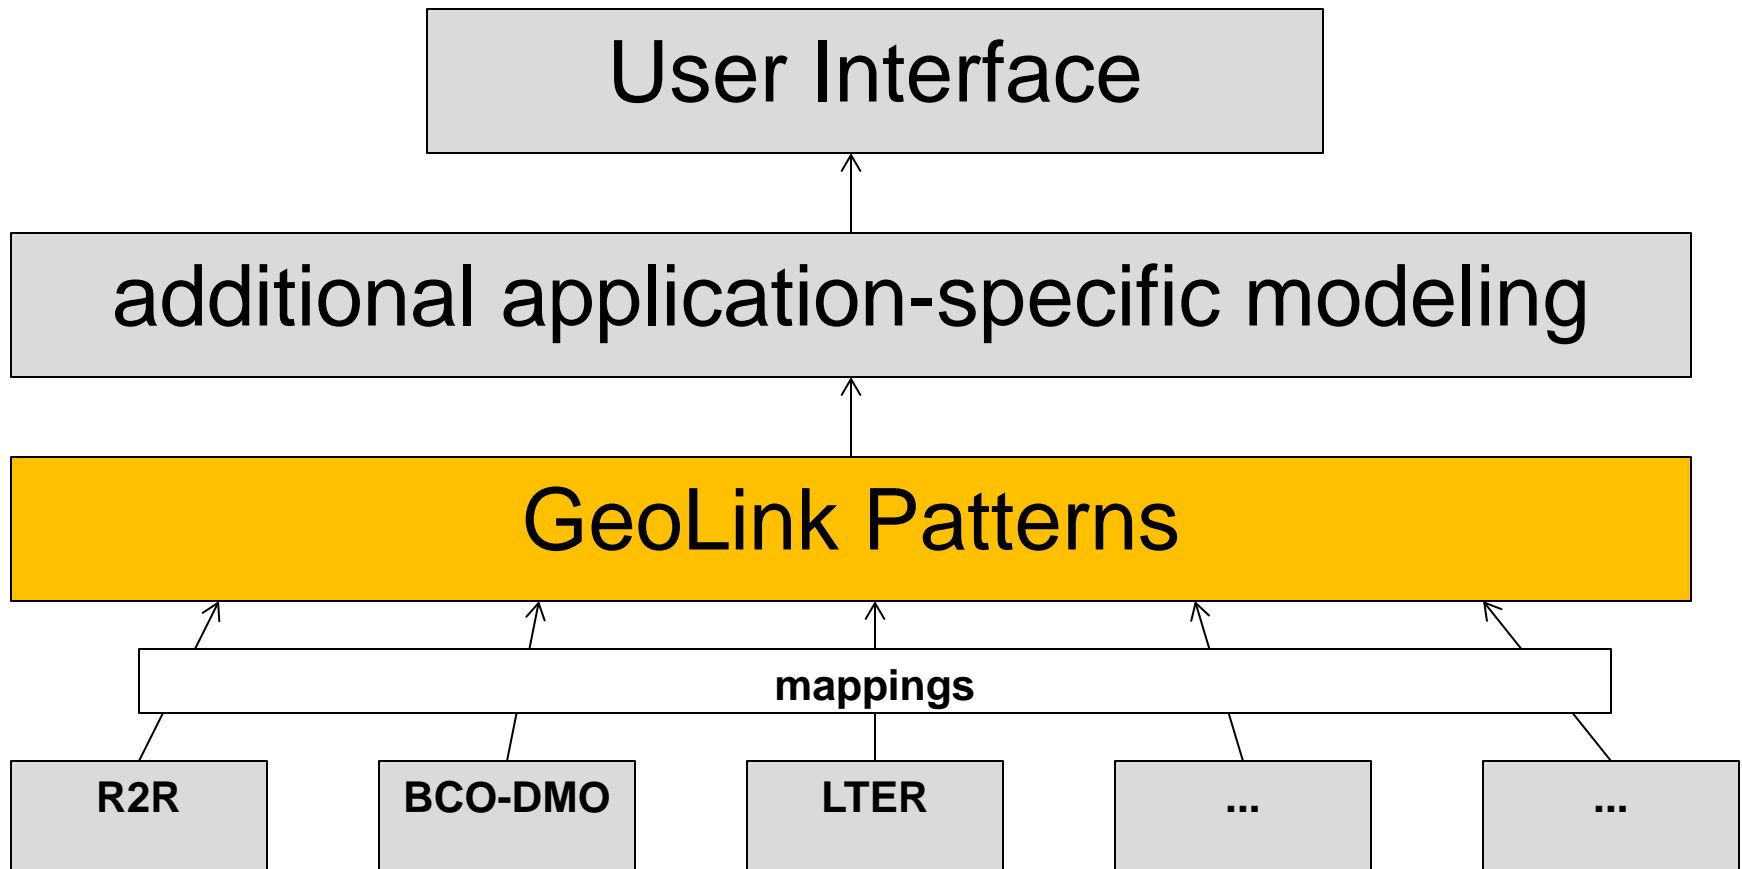 User Interface
additional application-specific modeling
GeoLink Patterns
mappings
R2R BCO-DMO LTER ... ...